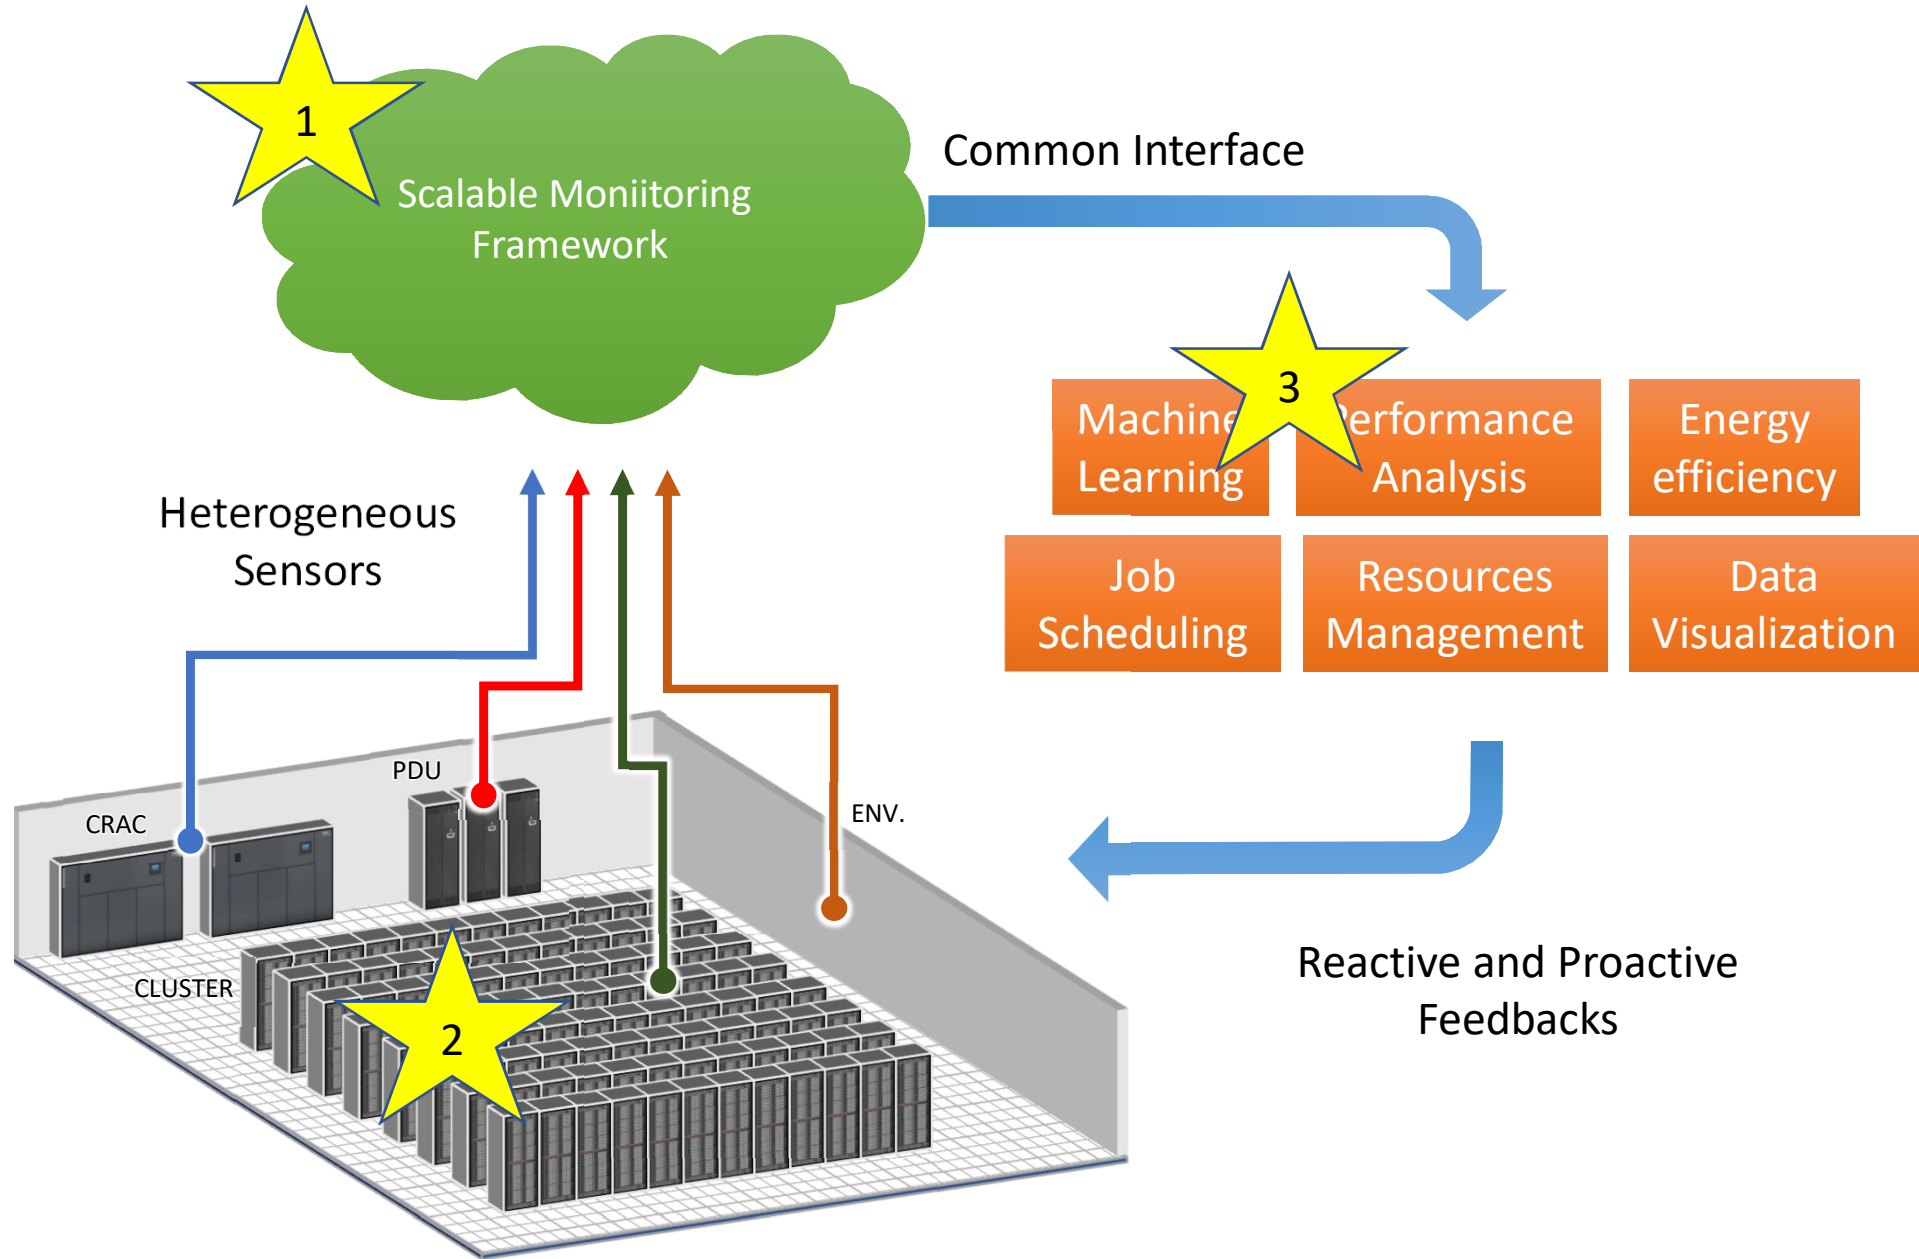 1
Scalable Moniitoring
Framework
Common Interface
3
Machine
Learning
Performance
Analysis
Energy
efficiency
Job
Scheduling
Resources
Management
Data
Visualization
Heterogeneous
Sensors
PDU
CRAC
ENV.
CLUSTER
2
Reactive and Proactive
Feedbacks